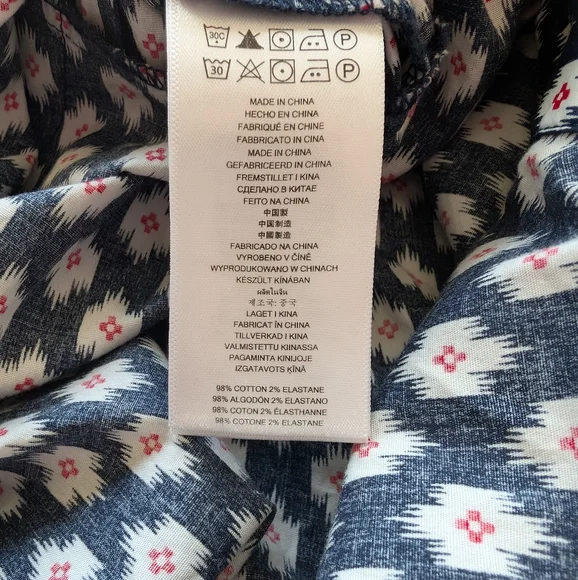 30C P
30 P
MADE IN CHINA
HECHO EN CHINA
FABRIQUÉ EN CHINE
FABBRICATO IN CINA
MADE IN CHINA
GEFABRICEERD IN CHINA
FREMSTILLET I KINA
СДЕЛАНО В КИТАЕ
FEITO NA CHINA
中国製
中国制造
中國製造
FABRICADO NA CHINA
VYROBENO V ČÍNĚ
WYPRODUKOWANO W CHINACH
KÉSZÜLT KÍNÁBAN
ผลิตในจีน
제조국: 중국
LAGET I KINA
FABRICAT ÎN CHINA
TILLVERKAD I KINA
VALMISTETTU KIINASSA
PAGAMINTA KINIJOJE
IZGATAVOTS ĶĪNĀ
98% COTTON 2% ELASTANE
98% ALGODÓN 2% ELASTANO
98% COTON 2% ÉLASTHANNE
98% COTONE 2% ELASTANE